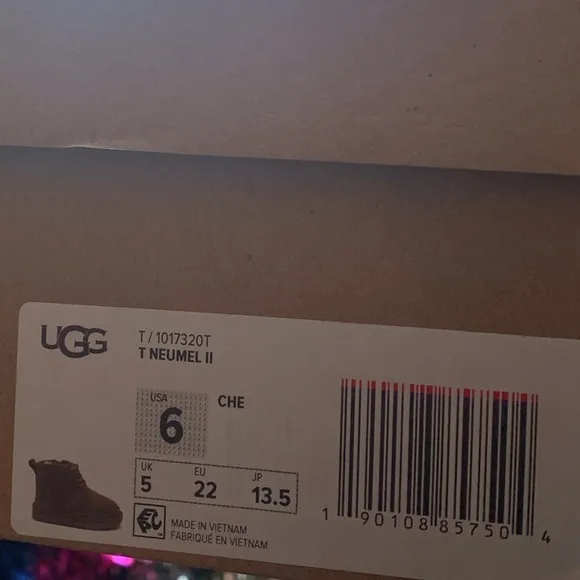 UGG
T / 1017320T
T NEUMEL II
USA
6
CHE
UK
5
EU
22
JP
13.5
MADE IN VIETNAM
FABRIQUÉ EN VIETNAM
1 90108 85750 4